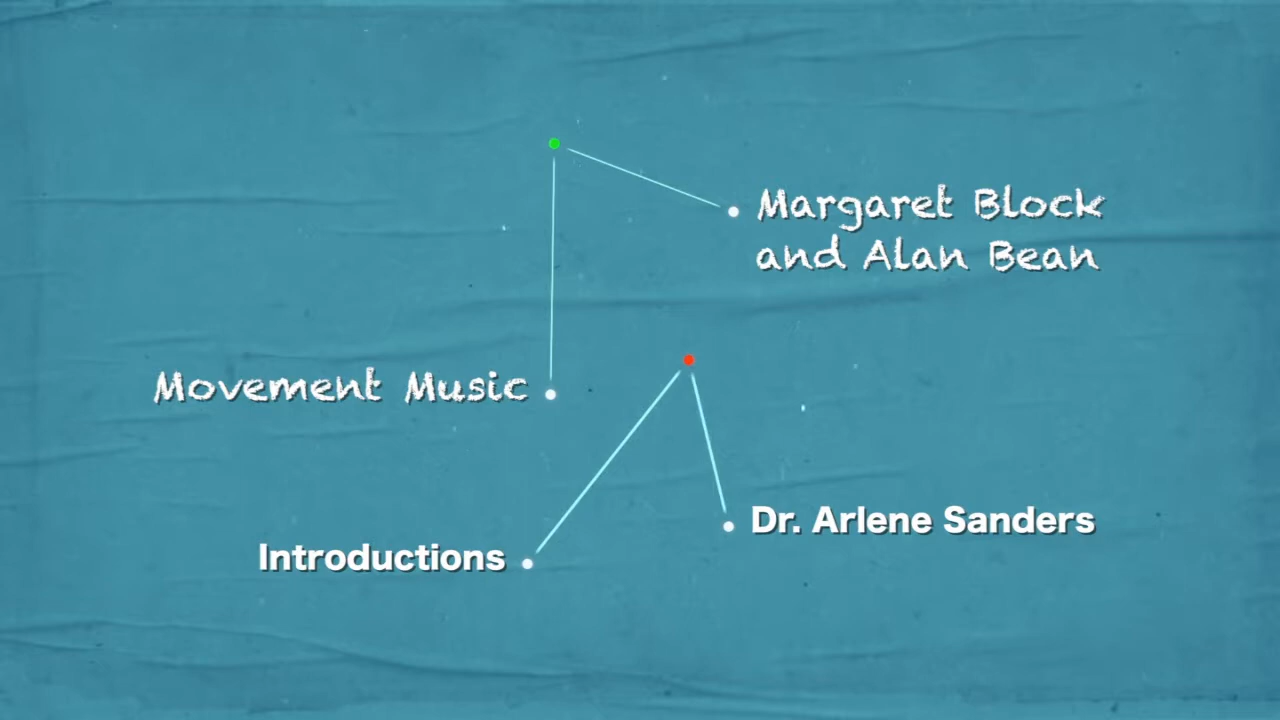 Margaret Block
and Alan Bean
Movement Music
Dr. Arlene Sanders
Introductions